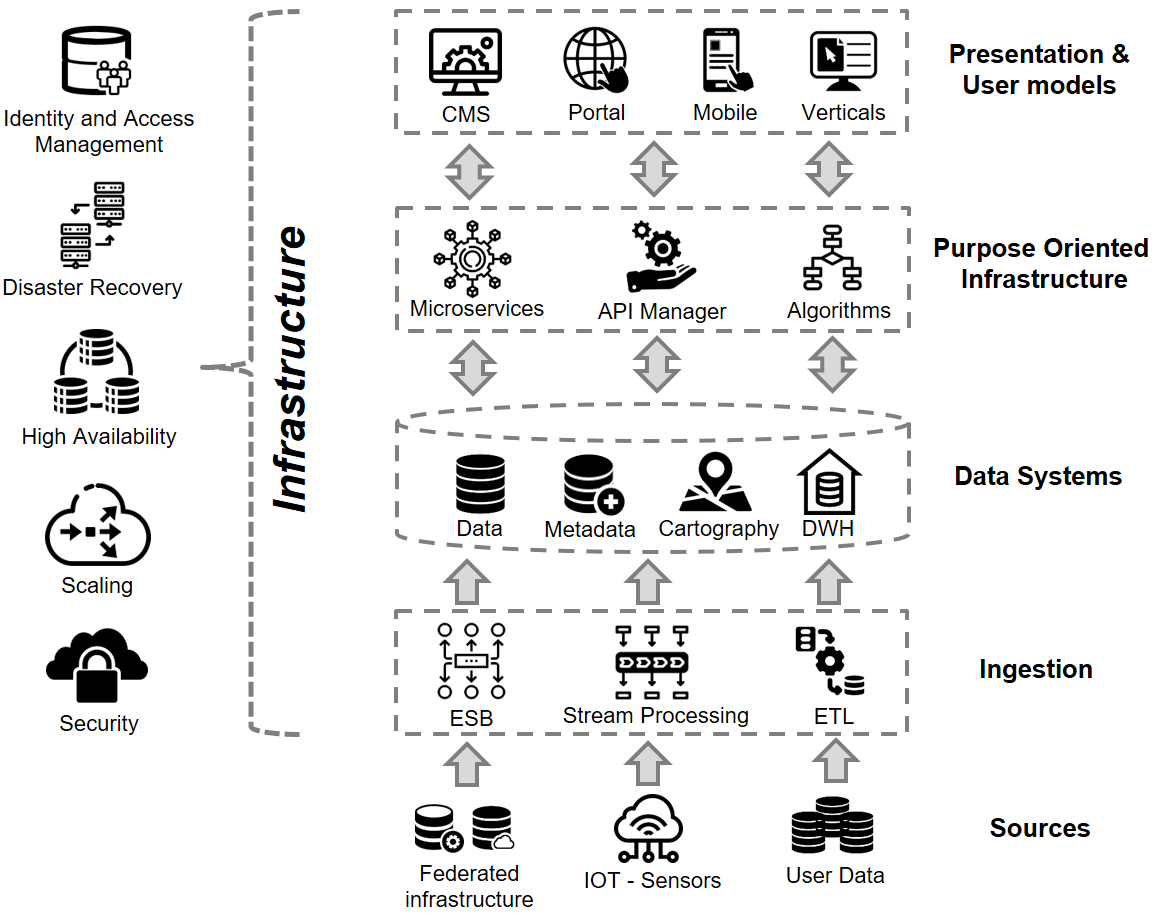 Identity and Access
Management
Disaster Recovery
High Availability
Scaling
Security
Infrastructure
CMS
Portal
Mobile
Verticals
Presentation &
User models
Microservices
API Manager
Algorithms
Purpose Oriented
Infrastructure
Data
Metadata
Cartography
DWH
Data Systems
ESB
Stream Processing
ETL
Ingestion
Federated
infrastructure
IOT - Sensors
User Data
Sources